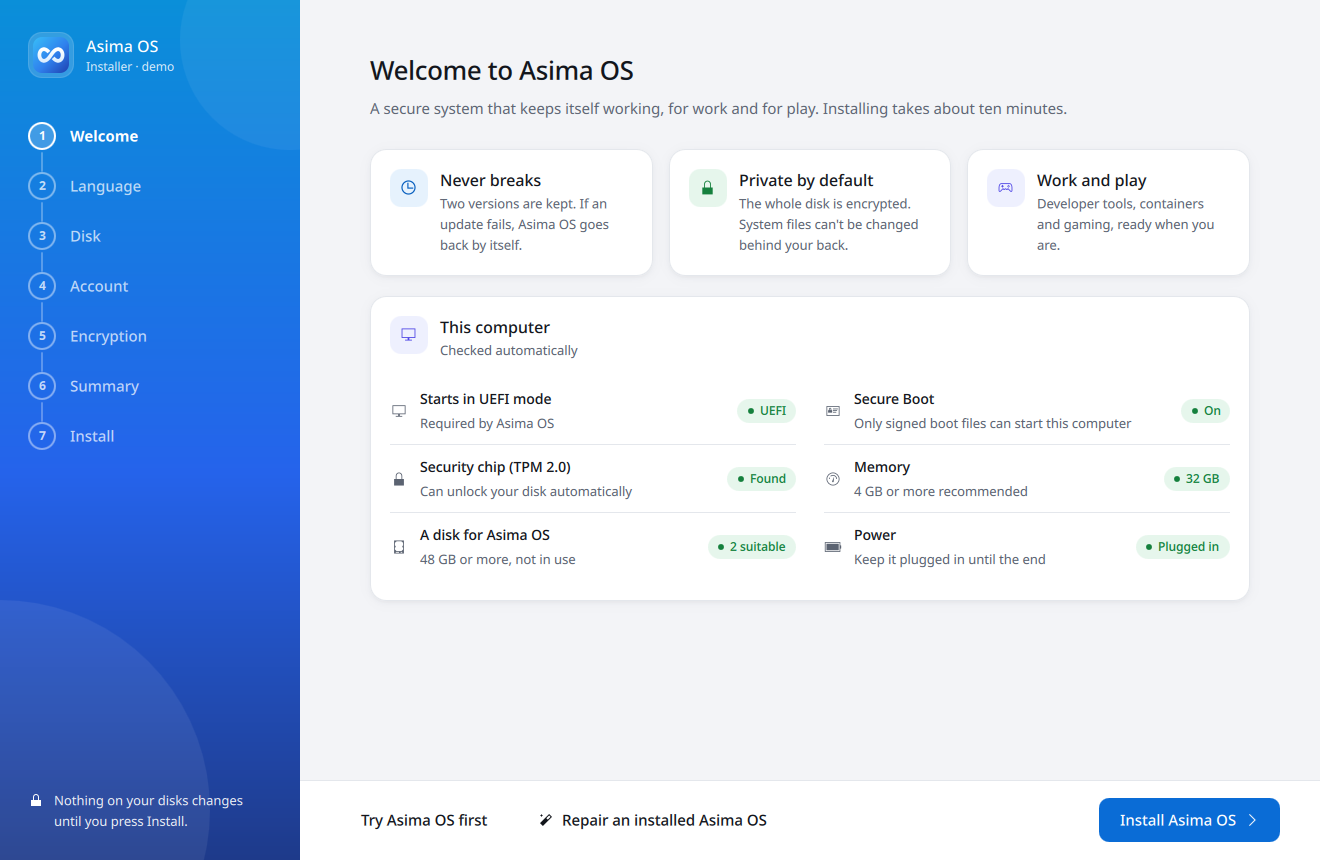 Asima OS
Installer · demo
1 Welcome
2 Language
3 Disk
4 Account
5 Encryption
6 Summary
7 Install
Nothing on your disks changes
until you press Install.
Welcome to Asima OS
A secure system that keeps itself working, for work and for play. Installing takes about ten minutes.
Never breaks
Two versions are kept. If an
update fails, Asima OS goes
back by itself.
Private by default
The whole disk is encrypted.
System files can't be changed
behind your back.
Work and play
Developer tools, containers
and gaming, ready when you
are.
This computer
Checked automatically
Starts in UEFI mode
Required by Asima OS
UEFI
Secure Boot
Only signed boot files can start this computer
On
Security chip (TPM 2.0)
Can unlock your disk automatically
Found
Memory
4 GB or more recommended
32 GB
A disk for Asima OS
48 GB or more, not in use
2 suitable
Power
Keep it plugged in until the end
Plugged in
Try Asima OS first
Repair an installed Asima OS
Install Asima OS